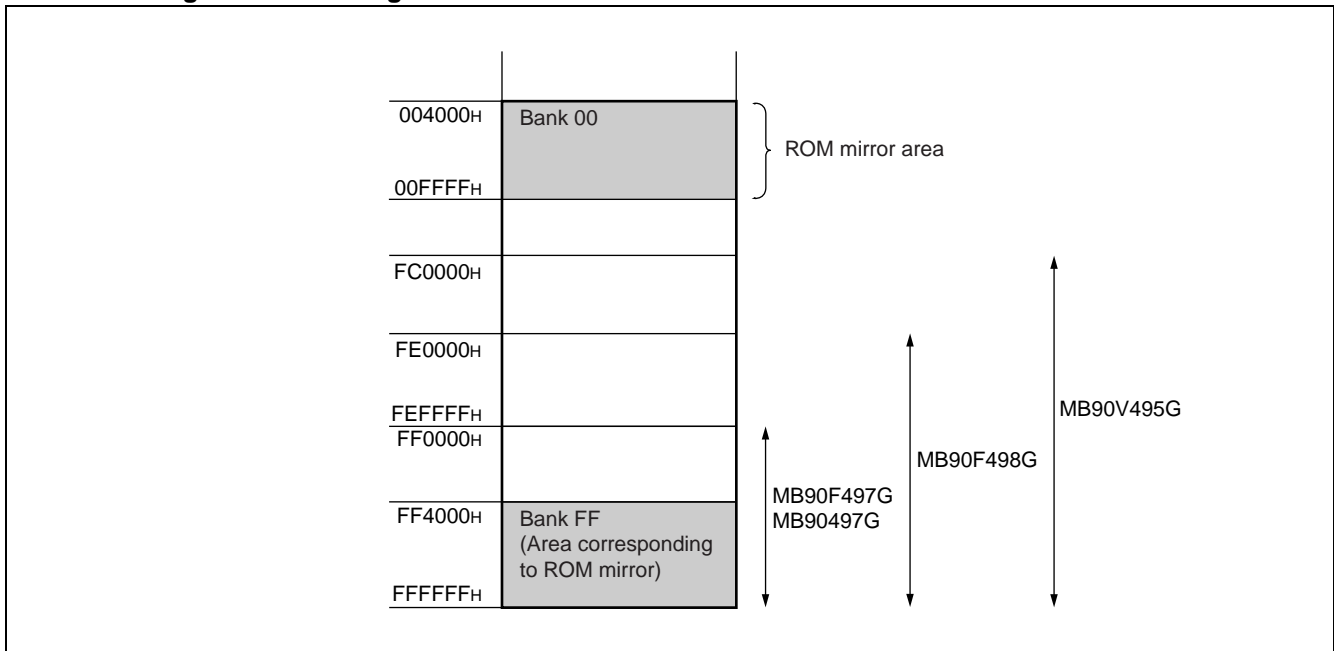 004000H
Bank 00
ROM mirror area
00FFFFH
FC0000H
FE0000H
FEFFFFH
FF0000H
MB90V495G
MB90F498G
MB90F497G
MB90497G
FF4000H
Bank FF
(Area corresponding
to ROM mirror)
FFFFFFH